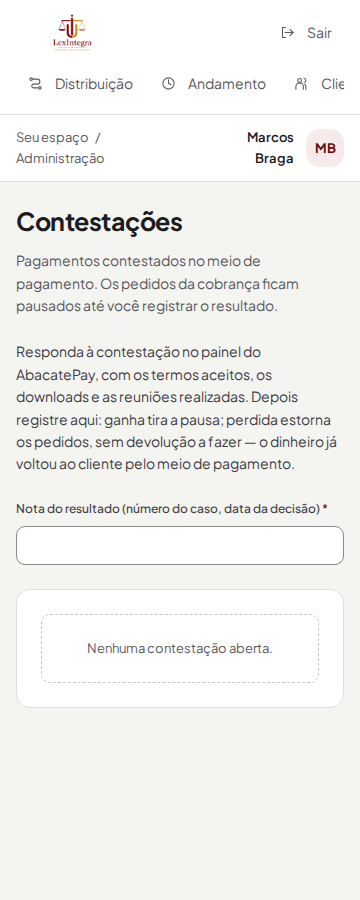 LexIntegra
Sair
Distribuição
Andamento
Clie
Seu espaço / Administração
Marcos Braga
MB
Contestações
Pagamentos contestados no meio de
pagamento. Os pedidos da cobrança ficam
pausados até você registrar o resultado.
Responda à contestação no painel do
AbacatePay, com os termos aceitos, os
downloads e as reuniões realizadas. Depois
registre aqui: ganha tira a pausa; perdida estorna
os pedidos, sem devolução a fazer — o dinheiro já
voltou ao cliente pelo meio de pagamento.
Nota do resultado (número do caso, data da decisão) *
Nenhuma contestação aberta.